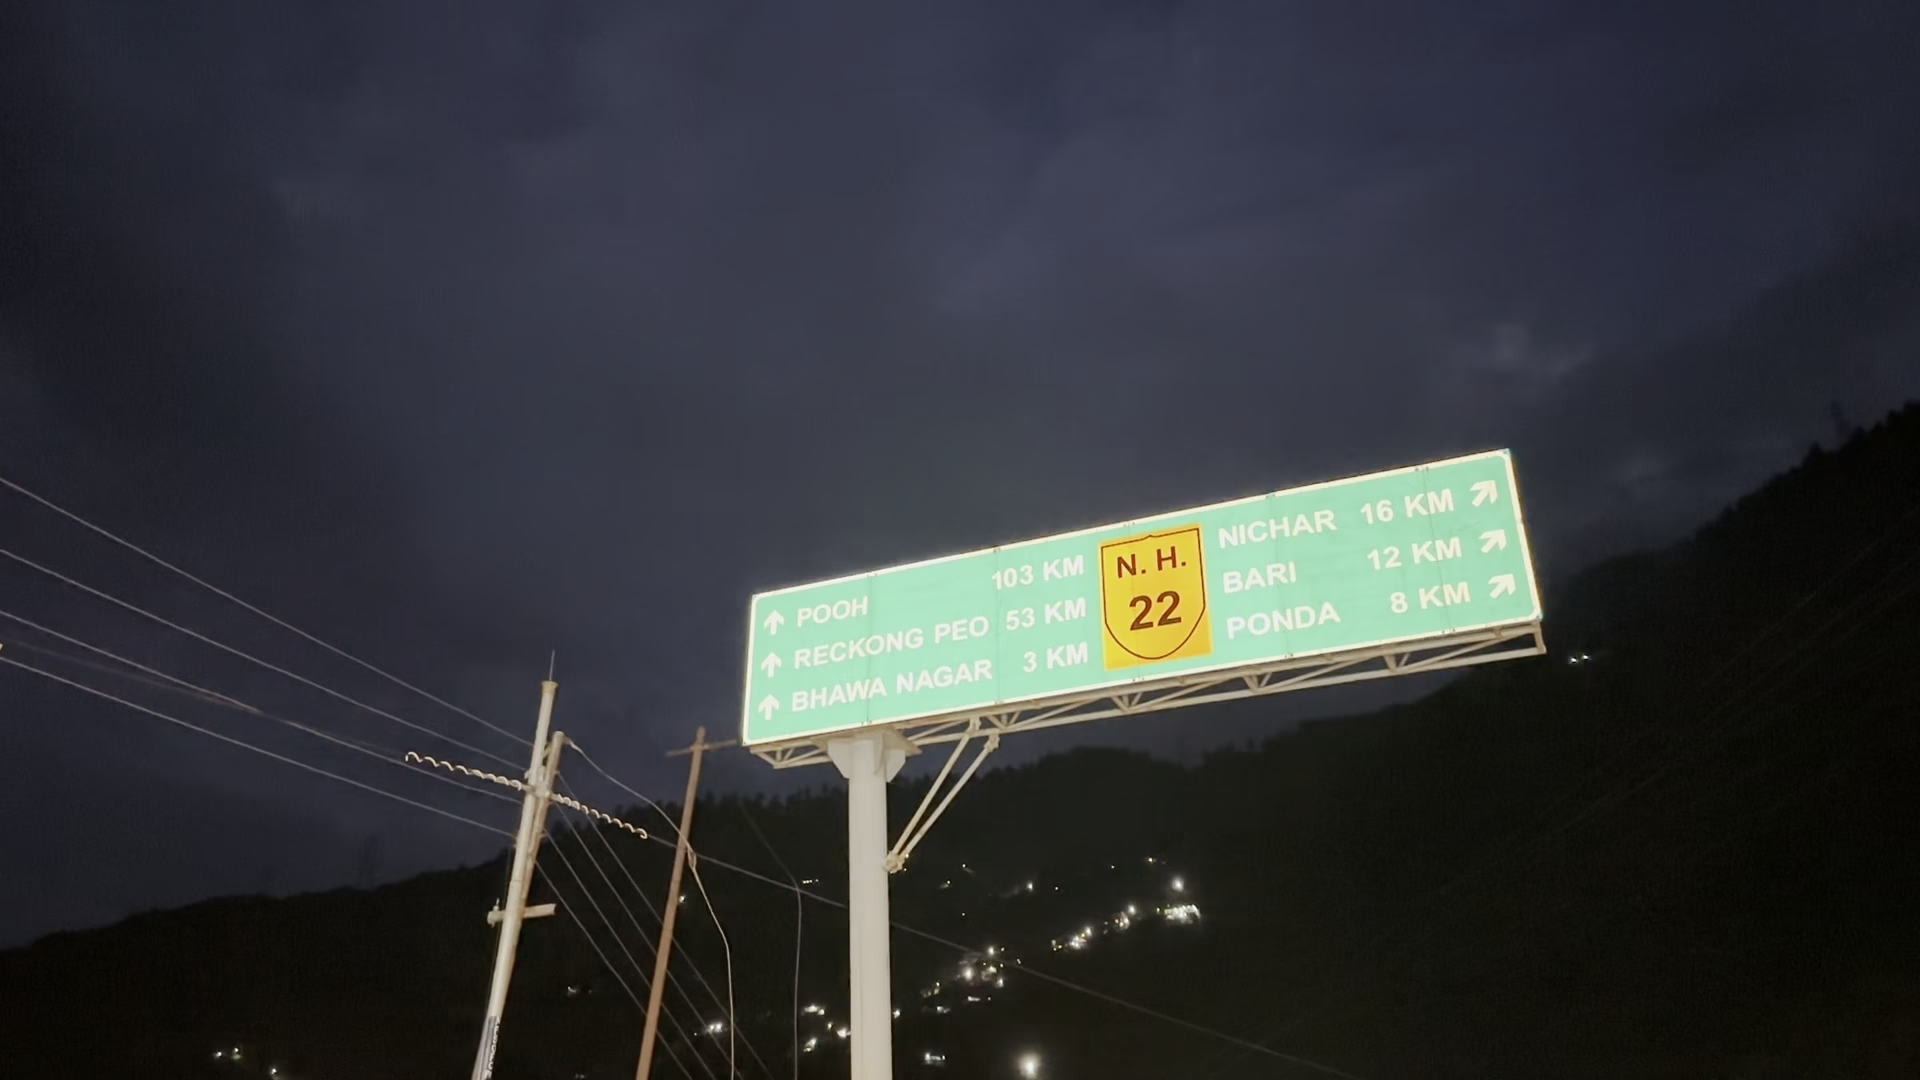 POOH 103 KM
RECKONG PEO 53 KM
BHAWA NAGAR 3 KM
N. H.
22
NICHAR 16 KM
BARI 12 KM
PONDA 8 KM